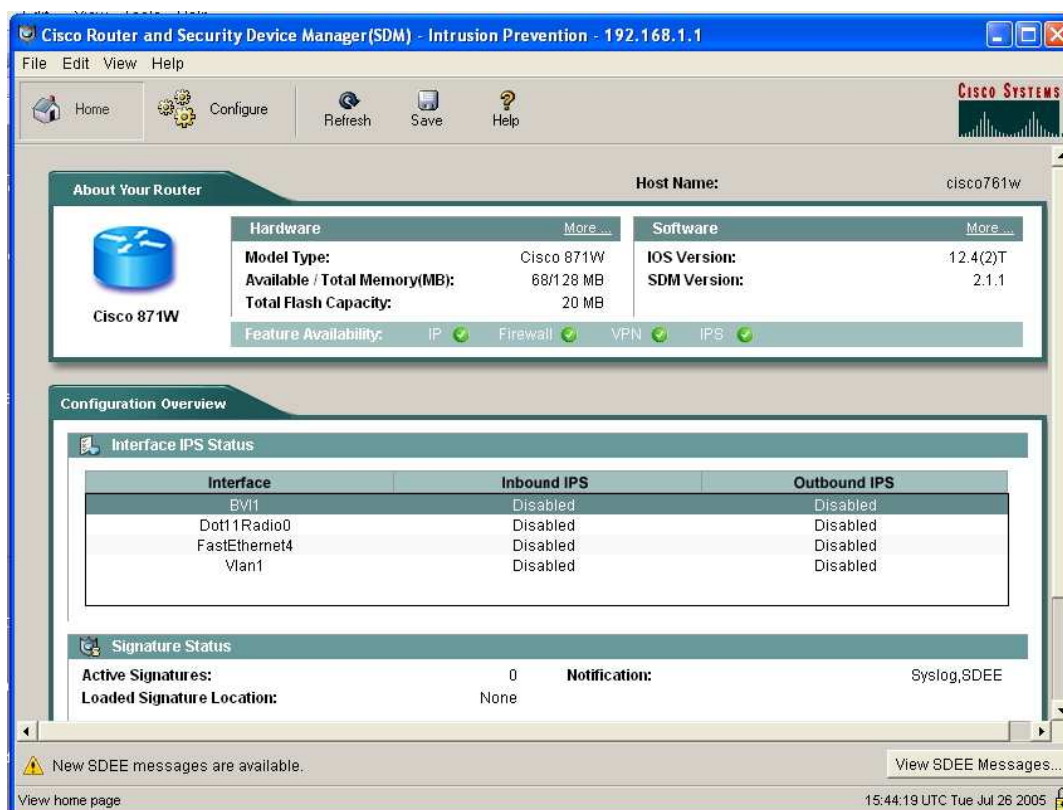 Cisco Router and Security Device Manager(SDM) - Intrusion Prevention - 192.168.1.1
File Edit View Help
Home Configure Refresh Save Help
CISCO SYSTEMS
About Your Router Host Name: cisco761w
Hardware More ... Software More ...
Model Type: Cisco 871W IOS Version: 12.4(2)T
Available / Total Memory(MB): 68/128 MB SDM Version: 2.1.1
Total Flash Capacity: 20 MB
Cisco 871W
Feature Availability: IP Firewall VPN IPS
Configuration Overview
Interface IPS Status
Interface Inbound IPS Outbound IPS
BVI1 Disabled Disabled
Dot11Radio0 Disabled Disabled
FastEthernet4 Disabled Disabled
Vlan1 Disabled Disabled
Signature Status
Active Signatures: 0 Notification: Syslog,SDEE
Loaded Signature Location: None
New SDEE messages are available. View SDEE Messages...
View home page 15:44:19 UTC Tue Jul 26 2005